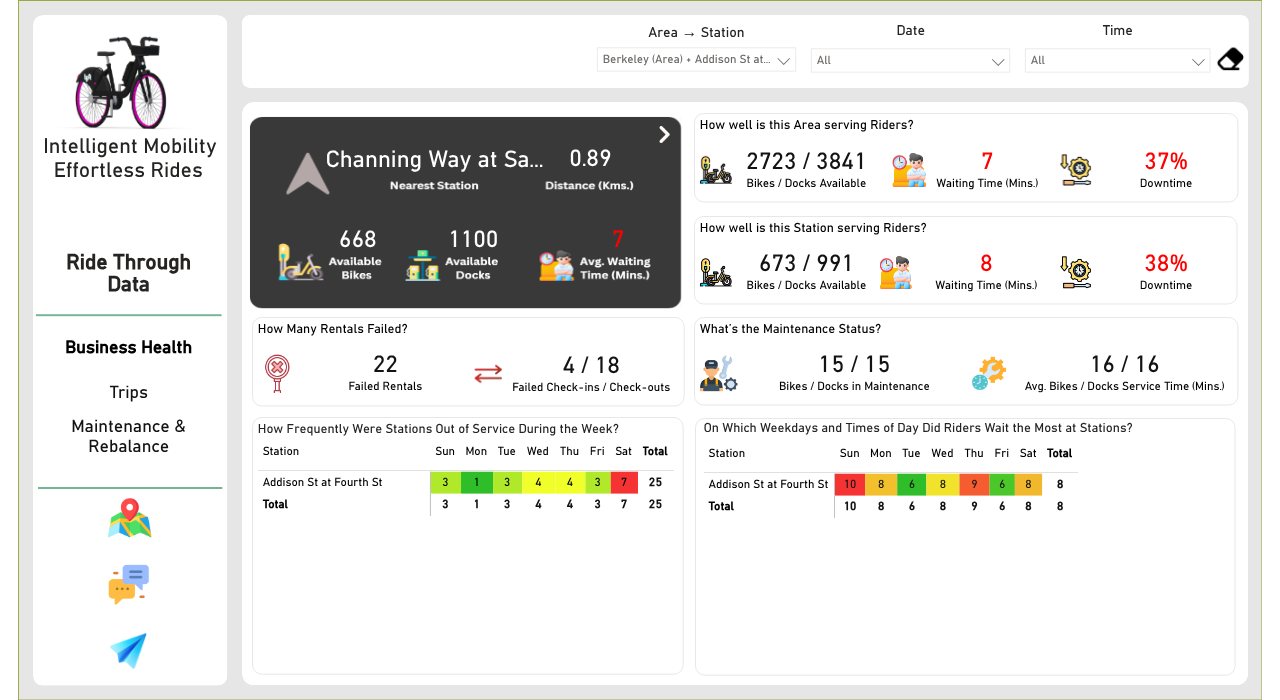 Intelligent Mobility
Effortless Rides
Ride Through
Data
Business Health
Trips
Maintenance &
Rebalance
Area → Station
Date
Time
Berkeley (Area) + Addison St at...
All
All
Channing Way at Sa...
0.89
Nearest Station
Distance (Kms.)
668
Available
Bikes
1100
Available
Docks
7
Avg. Waiting
Time (Mins.)
How well is this Area serving Riders?
2723 / 3841
Bikes / Docks Available
7
Waiting Time (Mins.)
37%
Downtime
How well is this Station serving Riders?
673 / 991
Bikes / Docks Available
8
Waiting Time (Mins.)
38%
Downtime
How Many Rentals Failed?
22
Failed Rentals
4 / 18
Failed Check-ins / Check-outs
What's the Maintenance Status?
15 / 15
Bikes / Docks in Maintenance
16 / 16
Avg. Bikes / Docks Service Time (Mins.)
How Frequently Were Stations Out of Service During the Week?
Station Sun Mon Tue Wed Thu Fri Sat Total
Addison St at Fourth St 3 1 3 4 4 3 7 25
Total 3 1 3 4 4 3 7 25
On Which Weekdays and Times of Day Did Riders Wait the Most at Stations?
Station Sun Mon Tue Wed Thu Fri Sat Total
Addison St at Fourth St 10 8 6 8 9 6 8 8
Total 10 8 6 8 9 6 8 8